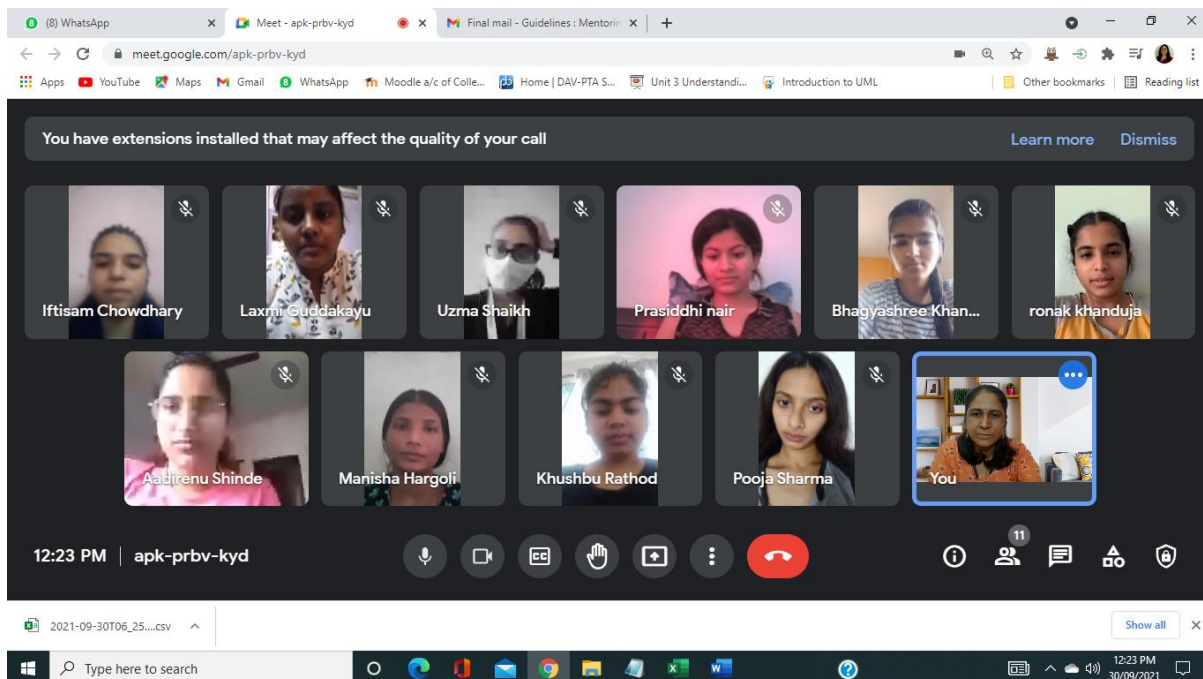 (8) WhatsApp
Meet - apk-prbv-kyd
Final mail - Guidelines : Mentorin
meet.google.com/apk-prbv-kyd
Apps YouTube Maps Gmail WhatsApp Moodle a/c of Colle... Home | DAV-PTA S... Unit 3 Understandi... Introduction to UML Other bookmarks Reading list
You have extensions installed that may affect the quality of your call Learn more Dismiss
Iftisam Chowdhary Laxmi Guddakayu Uzma Shaikh Prasiddhi nair Bhagyashree Khan... ronak khanduja
Aadirenu Shinde Manisha Hargoli Khushbu Rathod Pooja Sharma You
12:23 PM | apk-prbv-kyd CC 11
2021-09-30T06_25....csv Show all
Type here to search 12:23 PM
30/09/2021